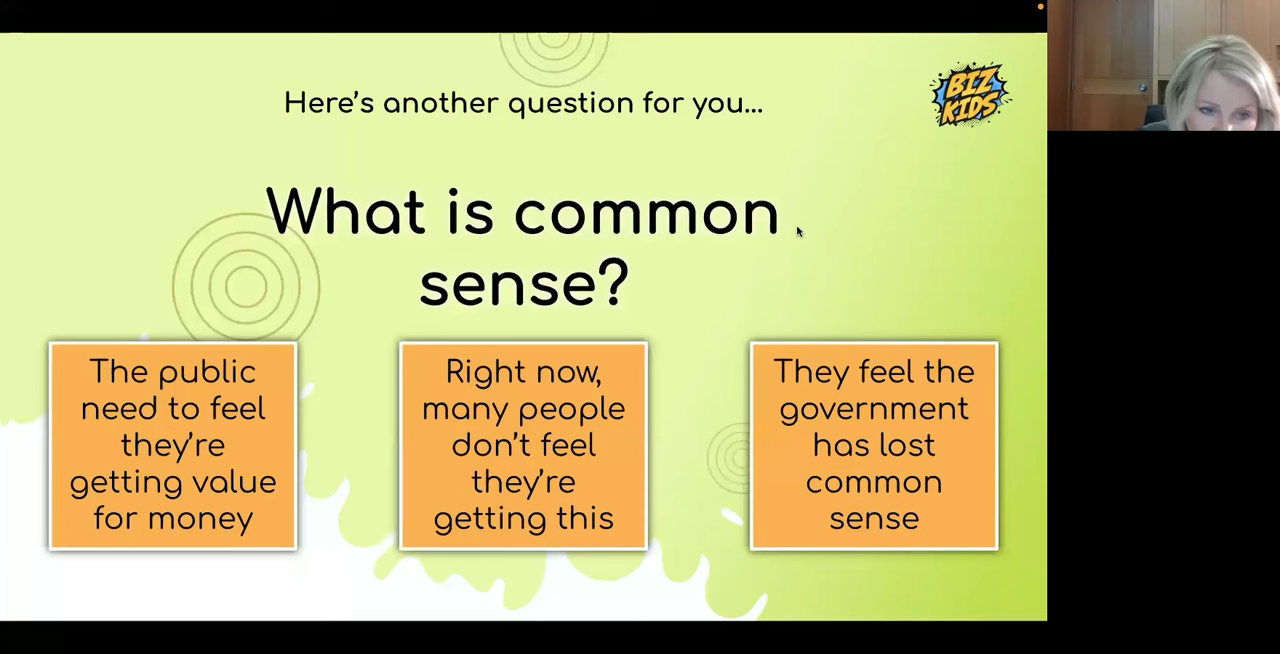 Here's another question for you...
BIZ
KIDS
What is common
sense?
The public
need to feel
they're
getting value
for money
Right now,
many people
don't feel
they're
getting this
They feel the
government
has lost
common
sense